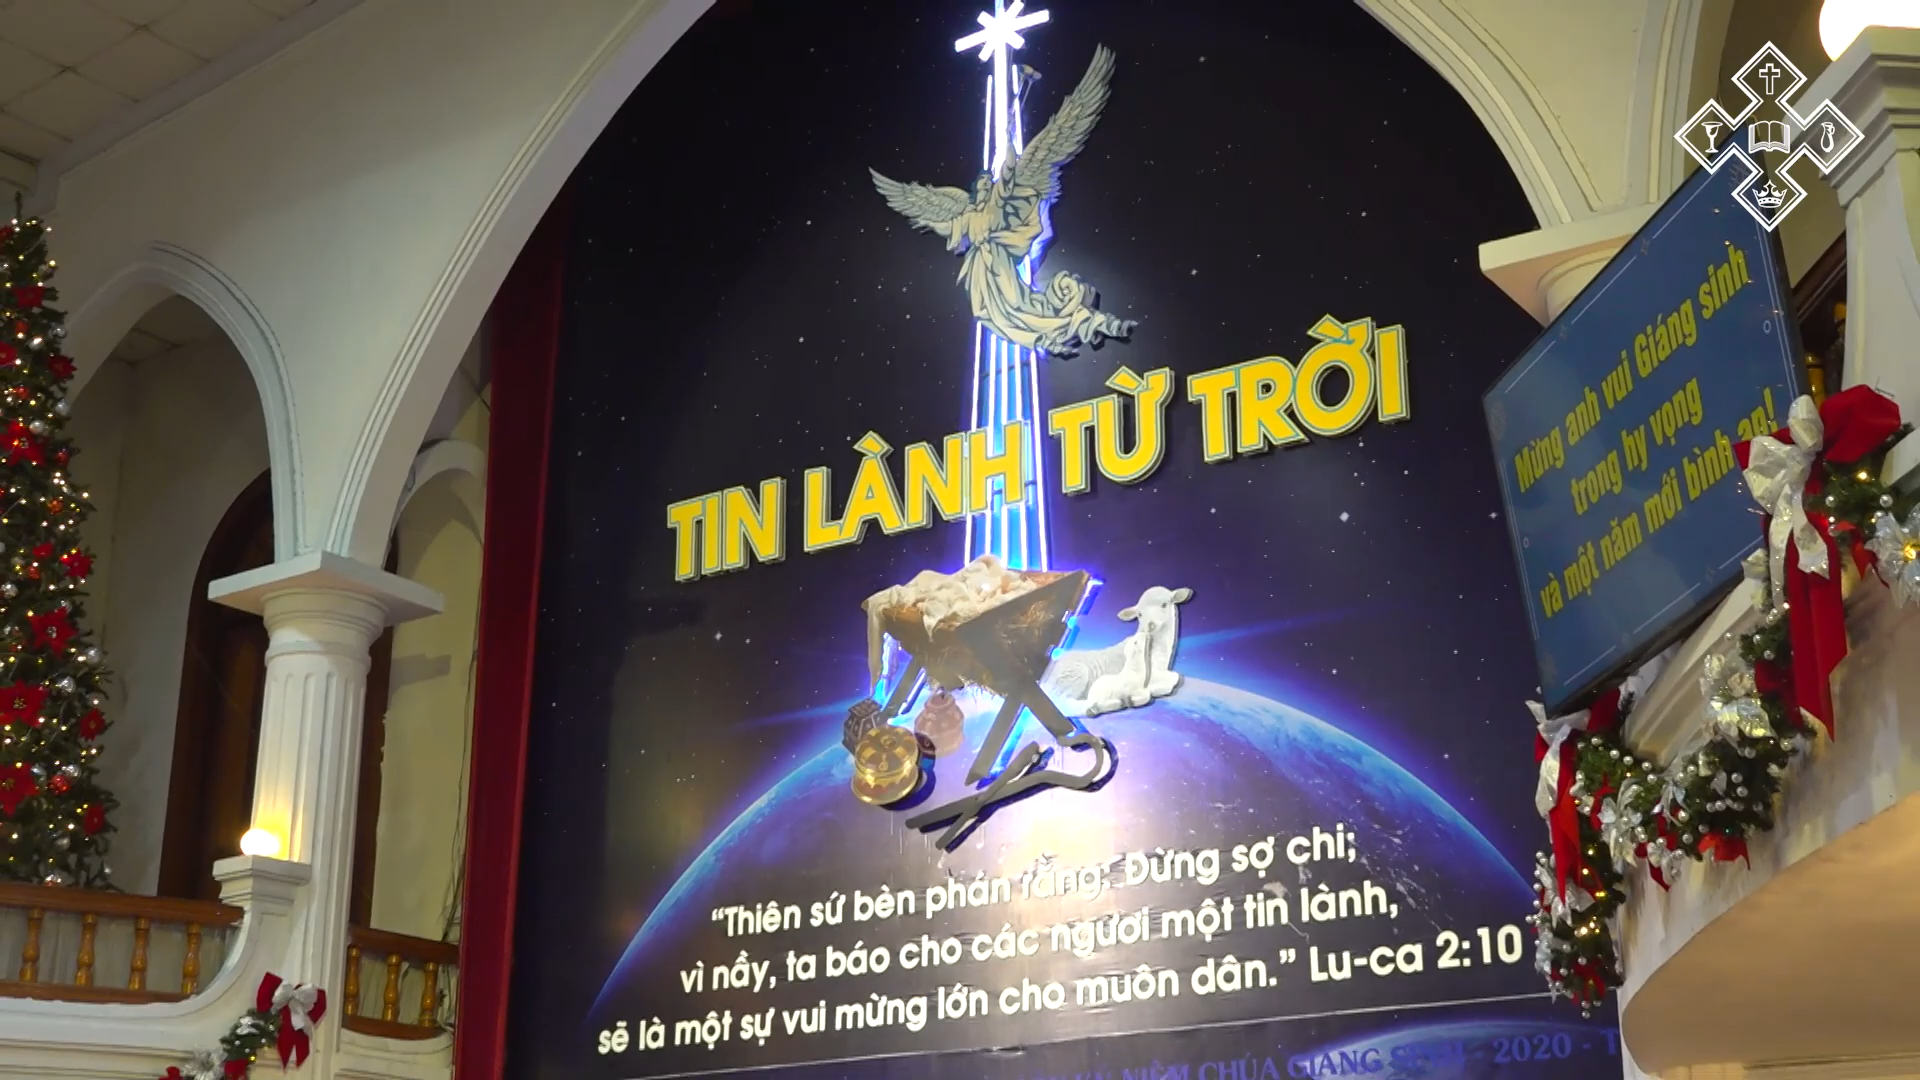 TIN LÀNH TỪ TRỜI
Mừng anh vui Giáng sinh
trong hy vọng
và một năm mới bình an!
“Thiên sứ bèn phán rằng: Đừng sợ chi;
vì nầy, ta báo cho các ngươi một tin lành,
sẽ là một sự vui mừng lớn cho muôn dân.” Lu-ca 2:10
NIỆM CHÚA GIÁNG SINH - 2020 -